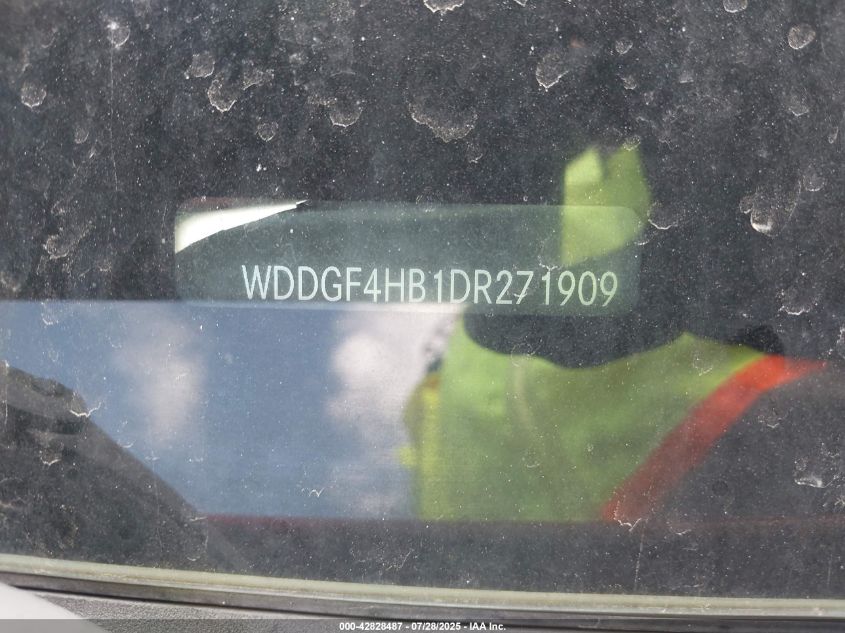 WDDGF4HB1DR271909
000-42828487 - 07/28/2025 - IAA Inc.